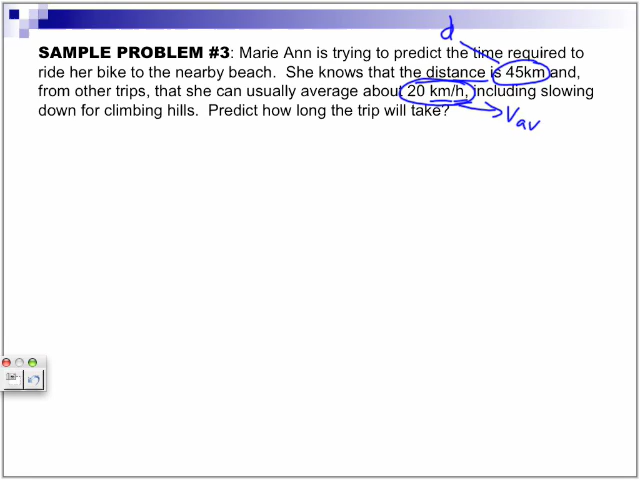 d
SAMPLE PROBLEM #3: Marie Ann is trying to predict the time required to
ride her bike to the nearby beach. She knows that the distance is 45km and,
from other trips, that she can usually average about 20 km/h, including slowing
down for climbing hills. Predict how long the trip will take?
Vav